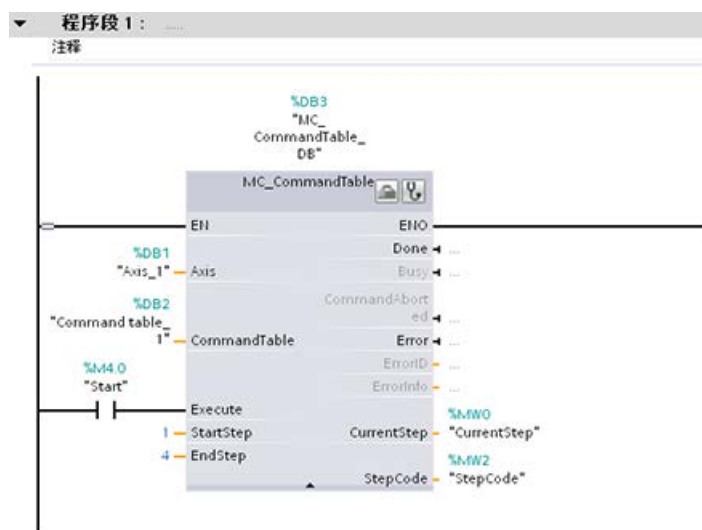 程序段 1： .....
注释
%DB3
"MC_
CommandTable_
DB"
MC_CommandTable
EN
ENO
%DB1
"Axis_1"
Axis
Done
...
Busy
...
%DB2
"Command table_
1"
CommandTable
CommandAbort
ed
...
Error
...
ErrorID
...
ErrorInfo
...
%M4.0
"Start"
Execute
1
StartStep
CurrentStep
%MW0
"CurrentStep"
4
EndStep
StepCode
%MW2
"StepCode"